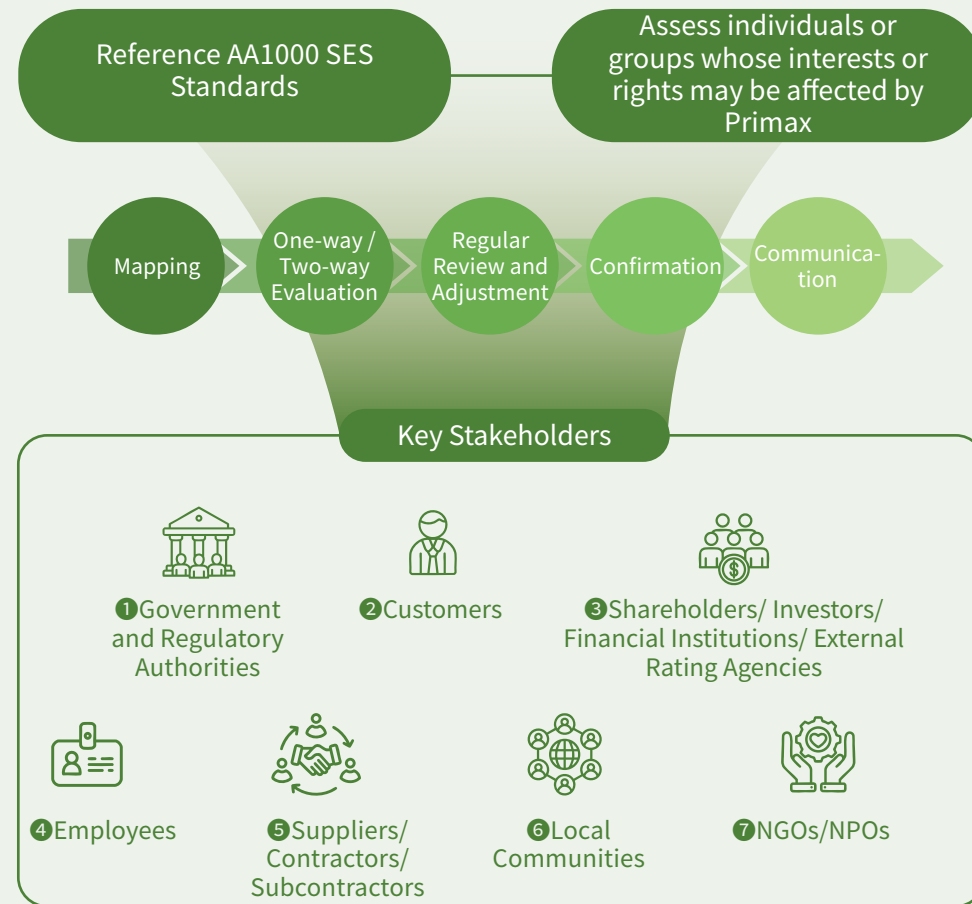 Reference AA1000 SES
Standards
Assess individuals or
groups whose interests or
rights may be affected by
Primax
Mapping
One-way /
Two-way
Evaluation
Regular
Review and
Adjustment
Confirmation
Communica-
tion
Key Stakeholders
❶Government
and Regulatory
Authorities
❷Customers
❸Shareholders/ Investors/
Financial Institutions/ External
Rating Agencies
❹Employees
❺Suppliers/
Contractors/
Subcontractors
❻Local
Communities
❼NGOs/NPOs